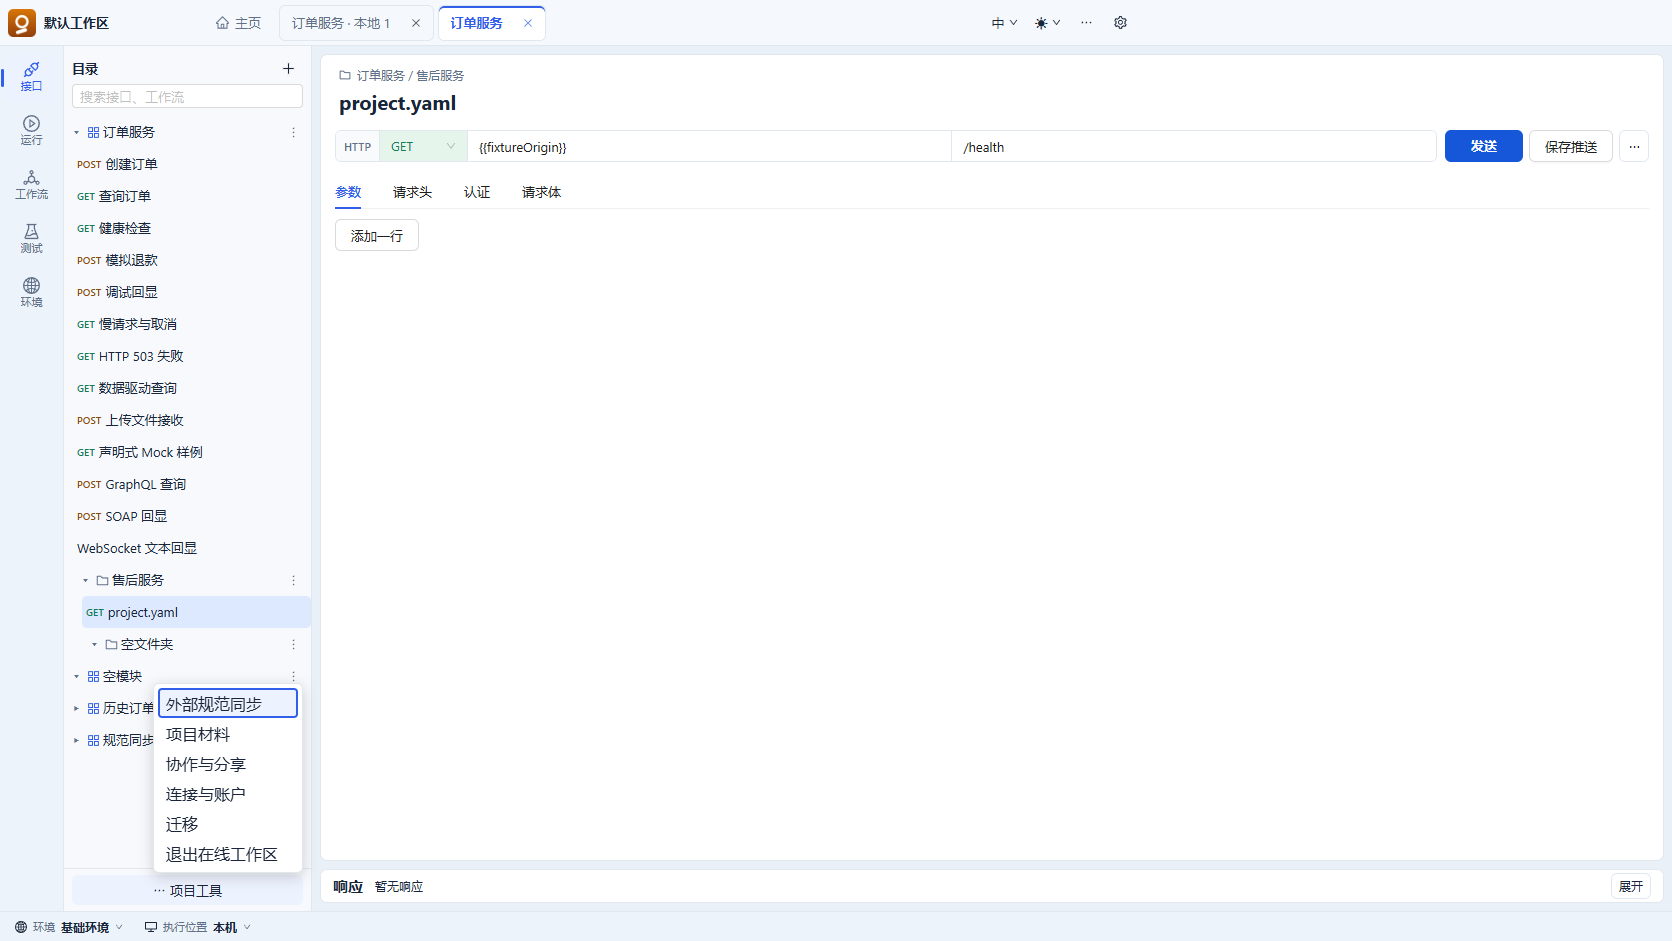 默认工作区
主页
订单服务 · 本地 1
订单服务
中
接口
运行
工作流
测试
环境
目录
搜索接口、工作流
订单服务
POST 创建订单
GET 查询订单
GET 健康检查
POST 模拟退款
POST 调试回显
GET 慢请求与取消
GET HTTP 503 失败
GET 数据驱动查询
POST 上传文件接收
GET 声明式 Mock 样例
POST GraphQL 查询
POST SOAP 回显
WebSocket 文本回显
售后服务
GET project.yaml
空文件夹
空模块
历史订单
规范同步
外部规范同步
项目材料
协作与分享
连接与账户
迁移
退出在线工作区
··· 项目工具
订单服务 / 售后服务
project.yaml
HTTP GET {{fixtureOrigin}} /health
发送 保存推送 ···
参数 请求头 认证 请求体
添加一行
响应 暂无响应 展开
环境 基础环境 执行位置 本机